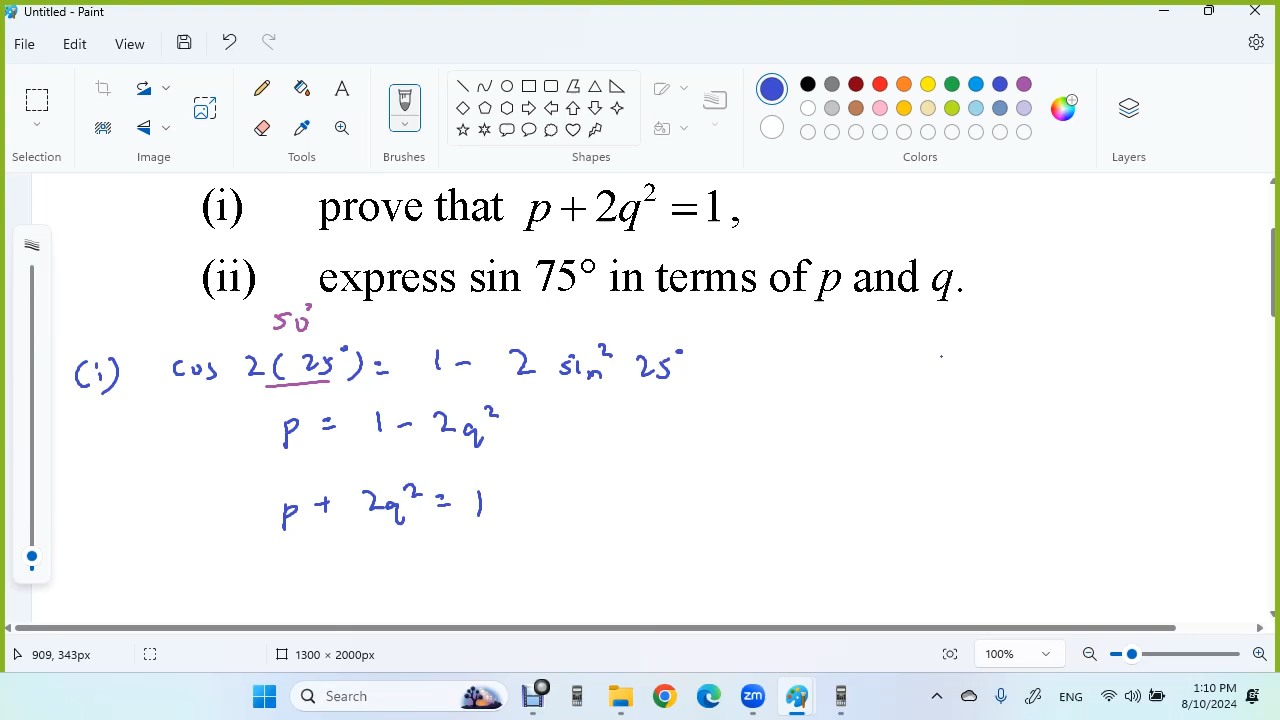 Untitled - Paint
File Edit View
Selection Image Tools Brushes Shapes Colors Layers
(i) prove that p + 2q² = 1,
(ii) express sin 75° in terms of p and q.
50°
(i) cos 2(25°) = 1 - 2 sin² 25°
p = 1 - 2q²
p + 2q² = 1
909, 343px 1300 × 2000px 100%
Search zm ENG 1:10 PM
8/10/2024